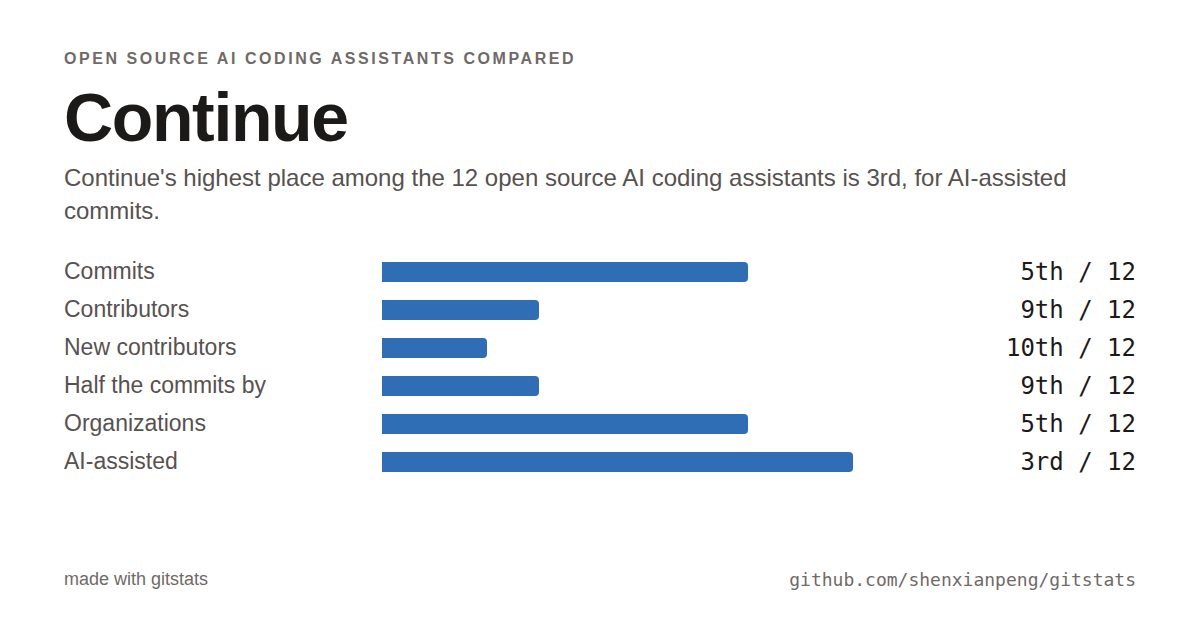 OPEN SOURCE AI CODING ASSISTANTS COMPARED
Continue
Continue's highest place among the 12 open source AI coding assistants is 3rd, for AI-assisted
commits.
Commits 5th / 12
Contributors 9th / 12
New contributors 10th / 12
Half the commits by 9th / 12
Organizations 5th / 12
AI-assisted 3rd / 12
made with gitstats github.com/shenxianpeng/gitstats